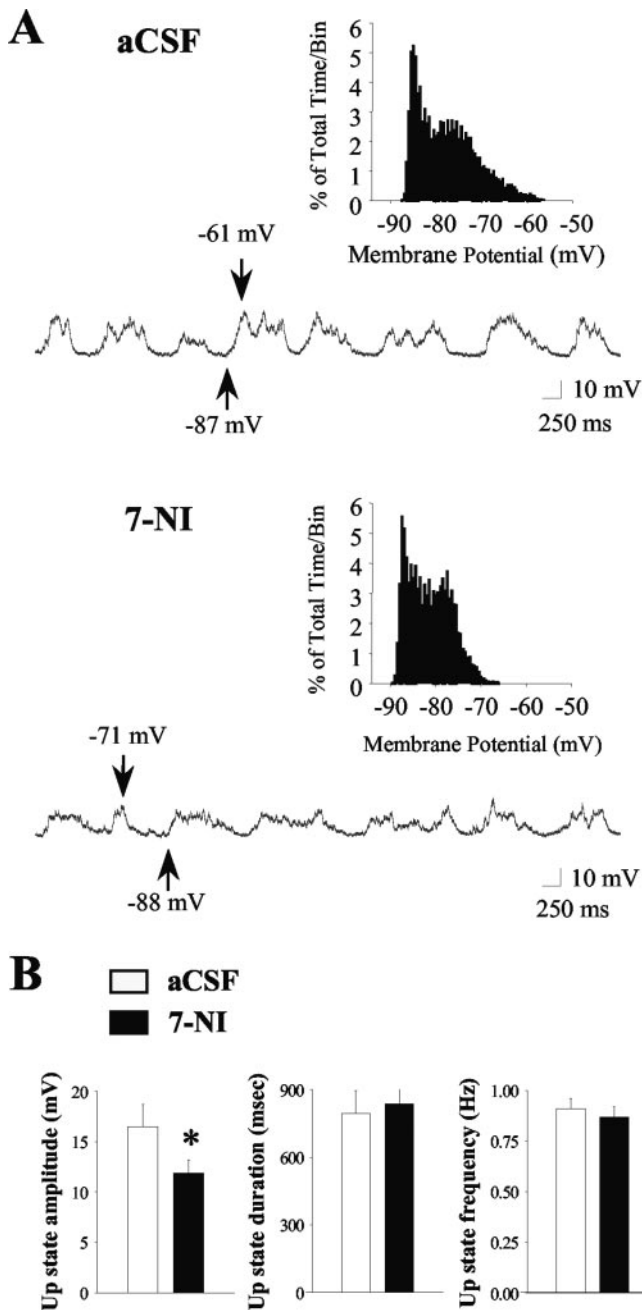 A
aCSF
% of Total Time/Bin
6
5
4
3
2
1
0
-90 -80 -70 -60 -50
Membrane Potential (mV)
-61 mV
-87 mV
10 mV
250 ms
7-NI
% of Total Time/Bin
6
5
4
3
2
1
0
-90 -80 -70 -60 -50
Membrane Potential (mV)
-71 mV
-88 mV
10 mV
250 ms
B
aCSF
7-NI
Up state amplitude (mV)
20
15
10
5
0
*
Up state duration (msec)
900
600
300
0
Up state frequency (Hz)
1.00
0.75
0.50
0.25
0.00